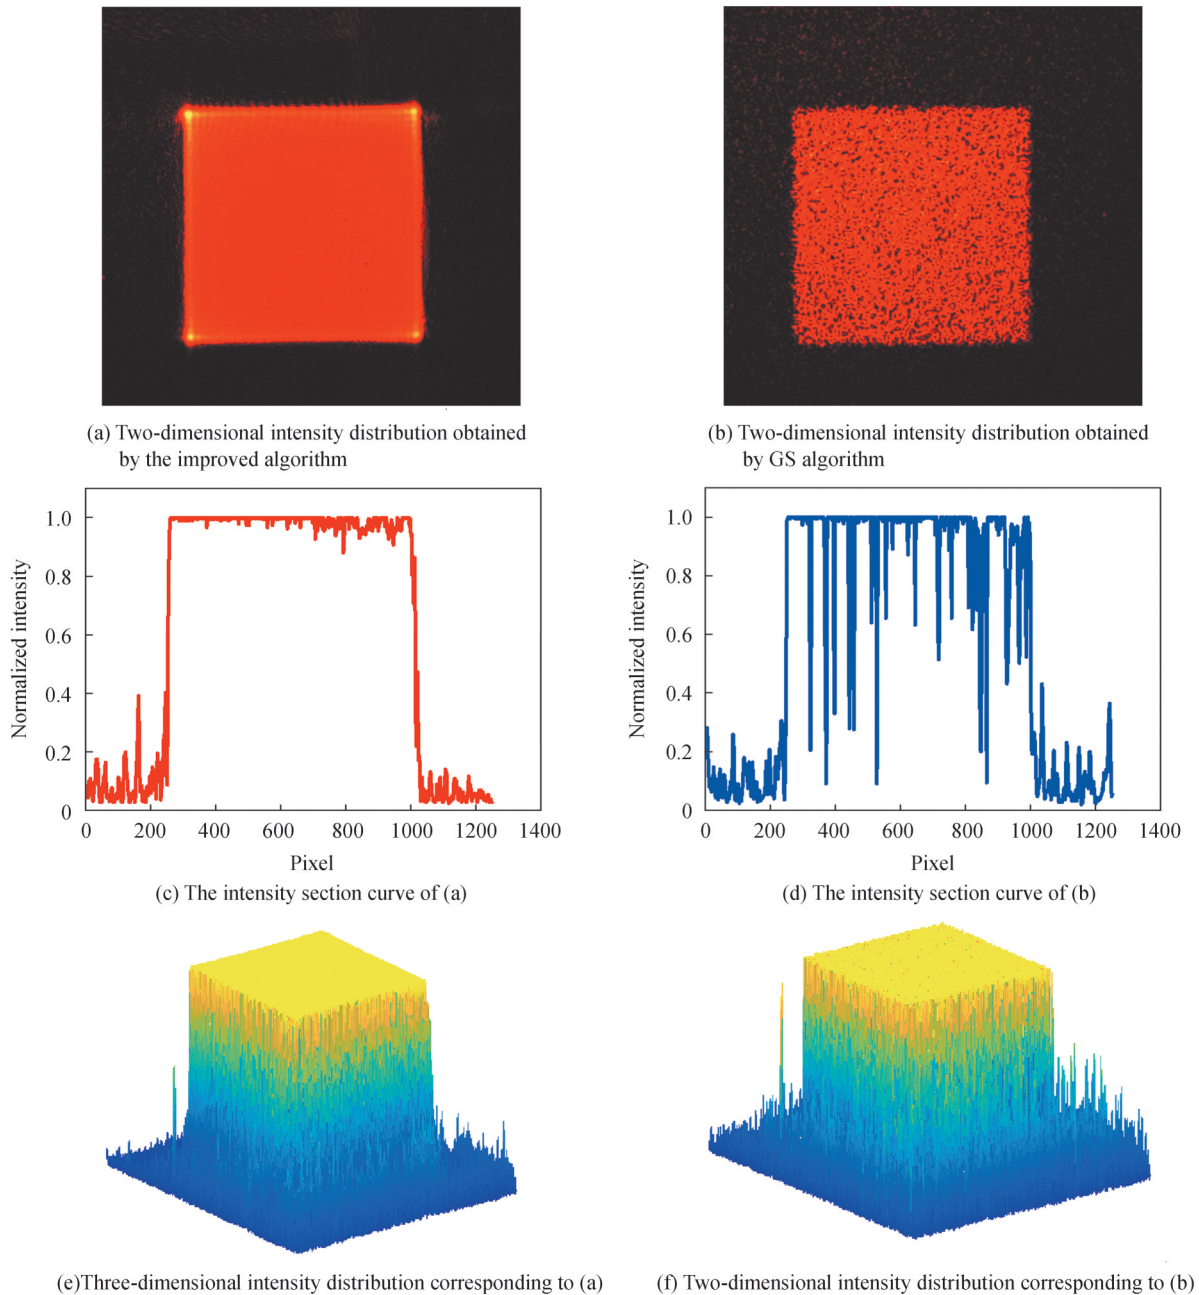 (a) Two-dimensional intensity distribution obtained
by the improved algorithm
(b) Two-dimensional intensity distribution obtained
by GS algorithm
1.0
0.8
0.6
0.4
0.2
0
0 200 400 600 800 1000 1200 1400
Normalized intensity
Pixel
(c) The intensity section curve of (a)
1.0
0.8
0.6
0.4
0.2
0
0 200 400 600 800 1000 1200 1400
Normalized intensity
Pixel
(d) The intensity section curve of (b)
(e)Three-dimensional intensity distribution corresponding to (a)
(f) Two-dimensional intensity distribution corresponding to (b)